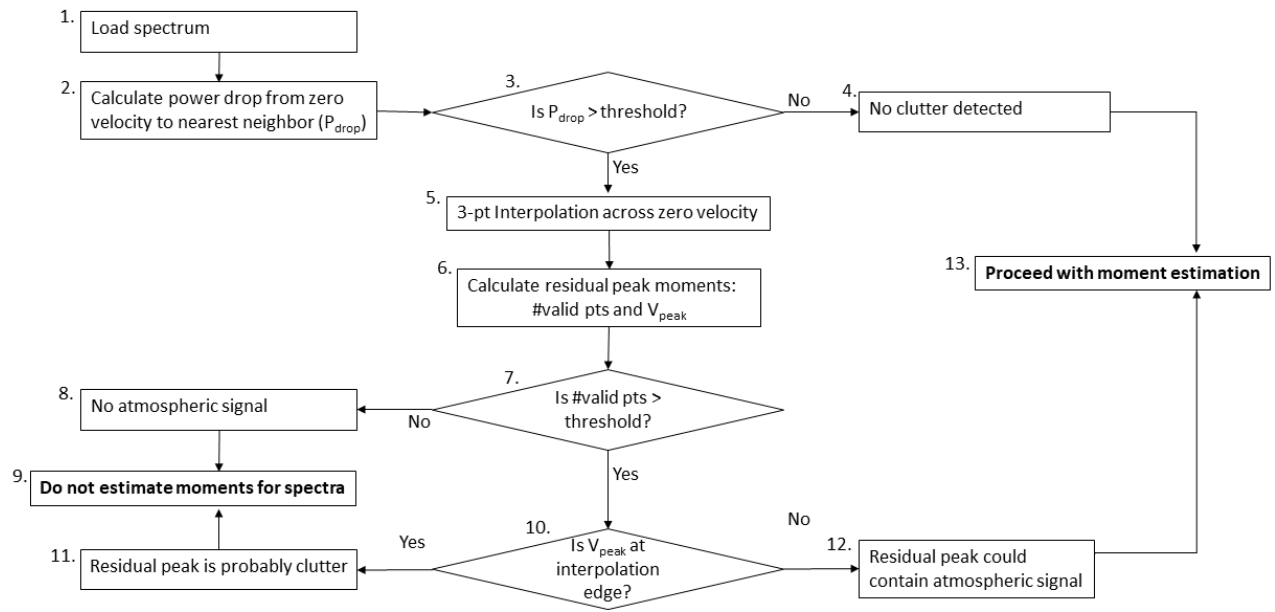 1.
Load spectrum
2.
Calculate power drop from zero
velocity to nearest neighbor (Pdrop)
3.
Is Pdrop > threshold?
No
4.
No clutter detected
Yes
5.
3-pt Interpolation across zero velocity
6.
Calculate residual peak moments:
#valid pts and Vpeak
13.
Proceed with moment estimation
7.
Is #valid pts >
threshold?
No
8.
No atmospheric signal
9.
Do not estimate moments for spectra
Yes
10.
Is Vpeak at
interpolation
edge?
Yes
11.
Residual peak is probably clutter
No
12.
Residual peak could
contain atmospheric signal